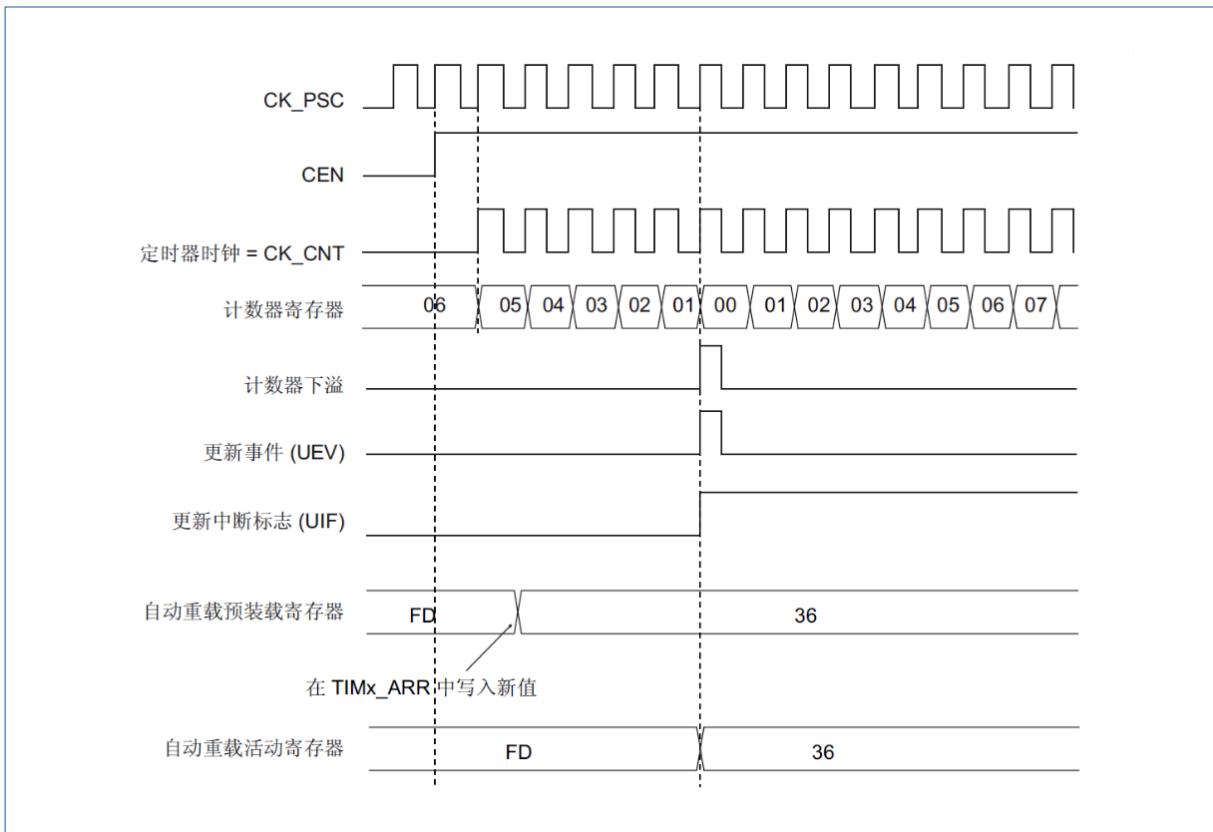 CK_PSC
CEN
定时器时钟 = CK_CNT
计数器寄存器 06 05 04 03 02 01 00 01 02 03 04 05 06 07
计数器下溢
更新事件 (UEV)
更新中断标志 (UIF)
自动重载预装载寄存器 FD 36
在 TIMx_ARR 中写入新值
自动重载活动寄存器 FD 36